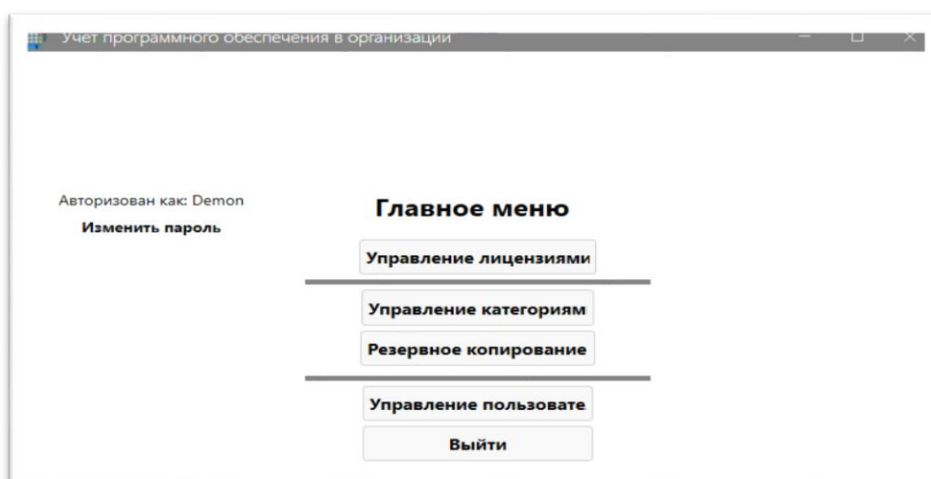 Учет программного обеспечения в организации
Авторизован как: Demon
Изменить пароль
Главное меню
Управление лицензиями
Управление категориям
Резервное копирование
Управление пользовате
Выйти